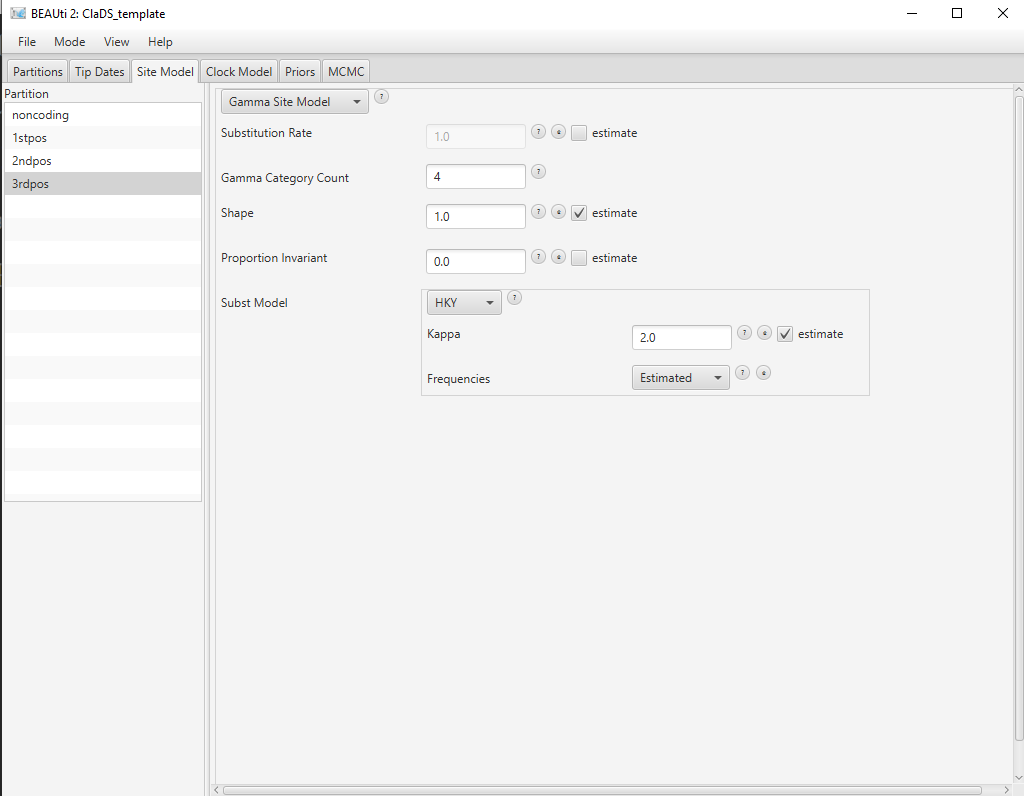 BEAUti 2: ClaDS_template
File Mode View Help
Partitions Tip Dates Site Model Clock Model Priors MCMC
Partition
noncoding
1stpos
2ndpos
3rdpos
Gamma Site Model ?
Substitution Rate 1.0 ? e estimate
Gamma Category Count 4 ?
Shape 1.0 ? e estimate
Proportion Invariant 0.0 ? e estimate
Subst Model HKY ?
Kappa 2.0 ? e estimate
Frequencies Estimated ? e